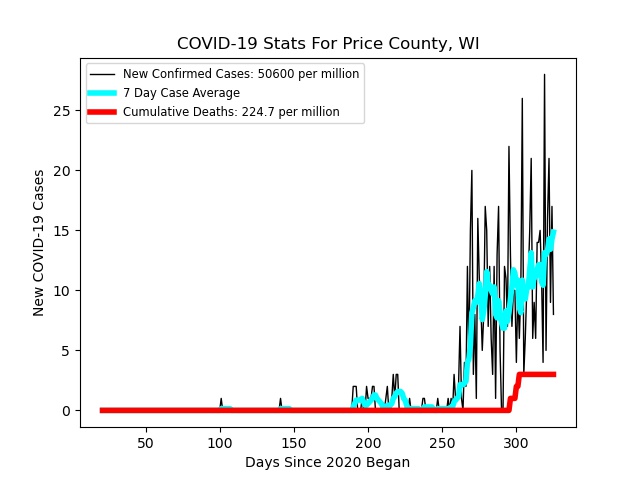 COVID-19 Stats For Price County, WI
New Confirmed Cases: 50600 per million
7 Day Case Average
Cumulative Deaths: 224.7 per million
25
20
15
10
5
0
New COVID-19 Cases
50 100 150 200 250 300
Days Since 2020 Began